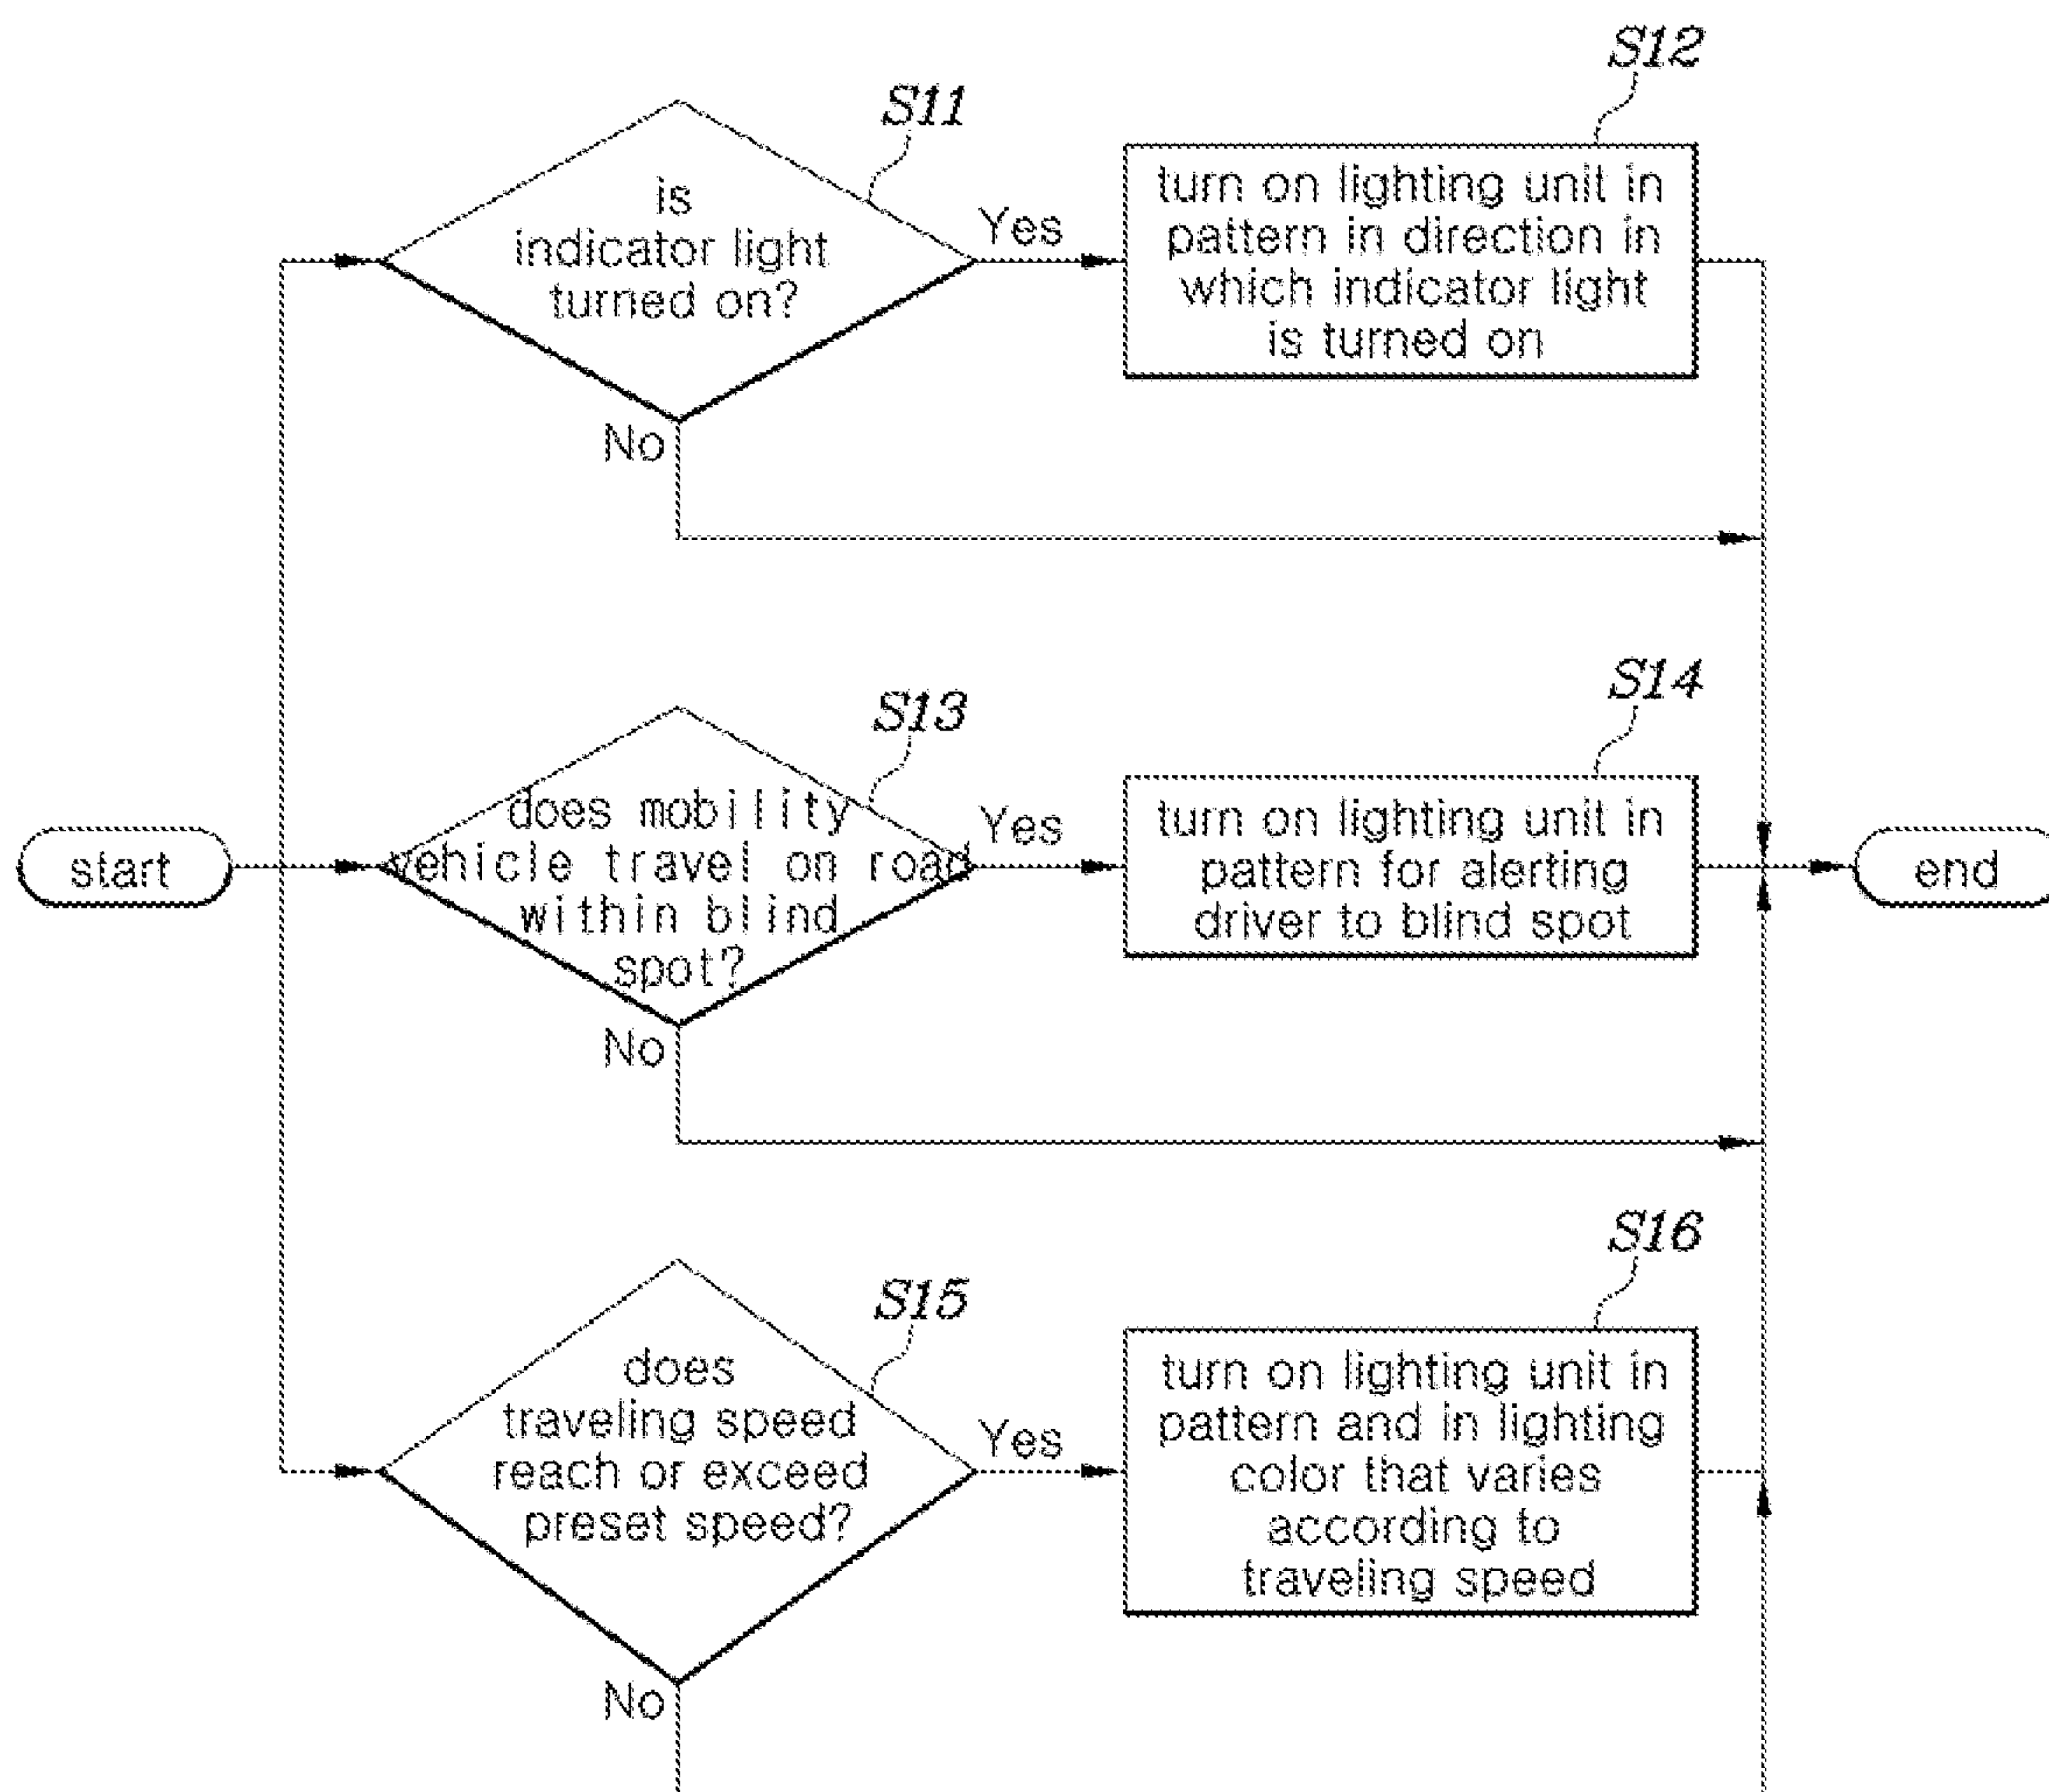 S12
S11
is
indicator light
turned on?
Yes
turn on lighting unit in
pattern in direction in
which indicator light
is turned on
No
S14
S13
does mobility
vehicle travel on road
within blind
spot?
Yes
turn on lighting unit in
pattern for alerting
driver to blind spot
start
end
No
S16
S15
does
traveling speed
reach or exceed
preset speed?
Yes
turn on lighting unit in
pattern and in lighting
color that varies
according to
traveling speed
No